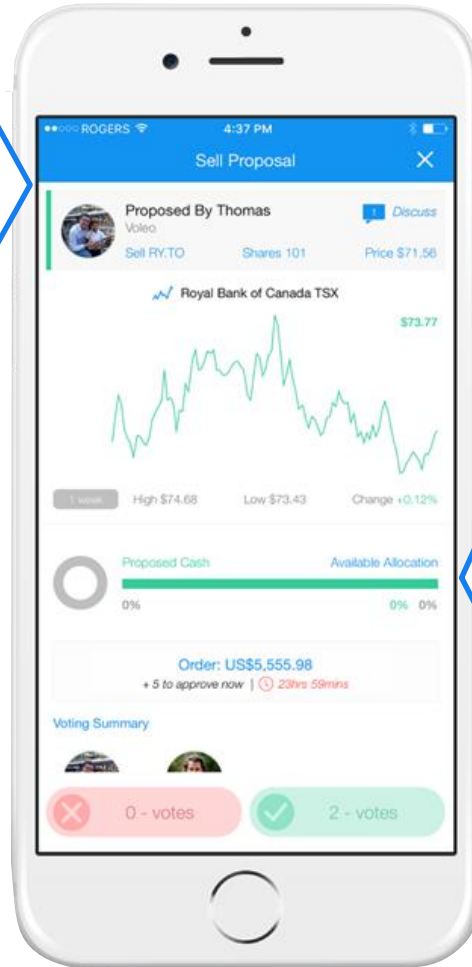 ROGERS 4:37 PM
Sell Proposal
Proposed By Thomas
1 Discuss
Voleo
Sell RY.TO Shares 101 Price $71.56
Royal Bank of Canada TSX
$73.77
1 week High $74.68 Low $73.43 Change +0.12%
Proposed Cash Available Allocation
0% 0% 0%
Order: US$5,555.98
+ 5 to approve now | 23hrs 59mins
Voting Summary
0 - votes 2 - votes